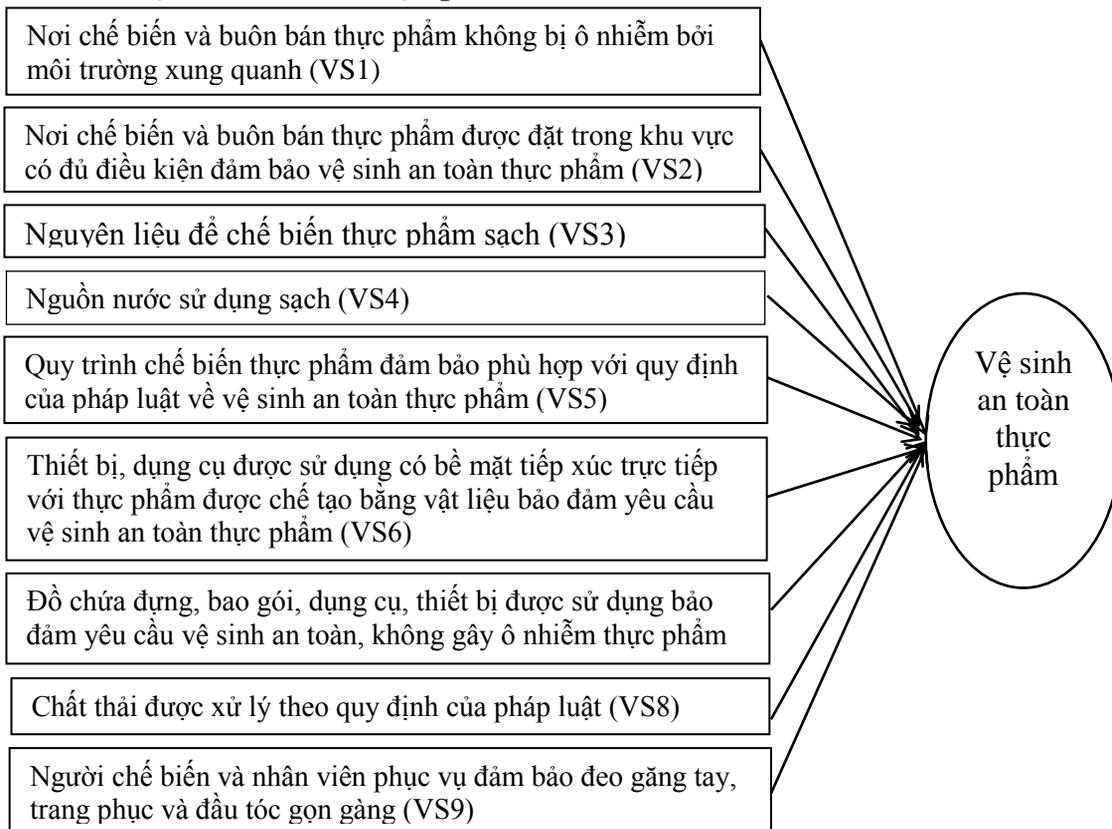 Nơi chế biến và buôn bán thực phẩm không bị ô nhiễm bởi
môi trường xung quanh (VS1)
Nơi chế biến và buôn bán thực phẩm được đặt trong khu vực
có đủ điều kiện đảm bảo vệ sinh an toàn thực phẩm (VS2)
Nguyên liệu để chế biến thực phẩm sạch (VS3)
Nguồn nước sử dụng sạch (VS4)
Quy trình chế biến thực phẩm đảm bảo phù hợp với quy định
của pháp luật về vệ sinh an toàn thực phẩm (VS5)
Thiết bị, dụng cụ được sử dụng có bề mặt tiếp xúc trực tiếp
với thực phẩm được chế tạo bằng vật liệu bảo đảm yêu cầu
vệ sinh an toàn thực phẩm (VS6)
Đồ chứa đựng, bao gói, dụng cụ, thiết bị được sử dụng bảo
đảm yêu cầu vệ sinh an toàn, không gây ô nhiễm thực phẩm
Chất thải được xử lý theo quy định của pháp luật (VS8)
Người chế biến và nhân viên phục vụ đảm bảo đeo găng tay,
trang phục và đầu tóc gọn gàng (VS9)
Vệ sinh
an toàn
thực
phẩm